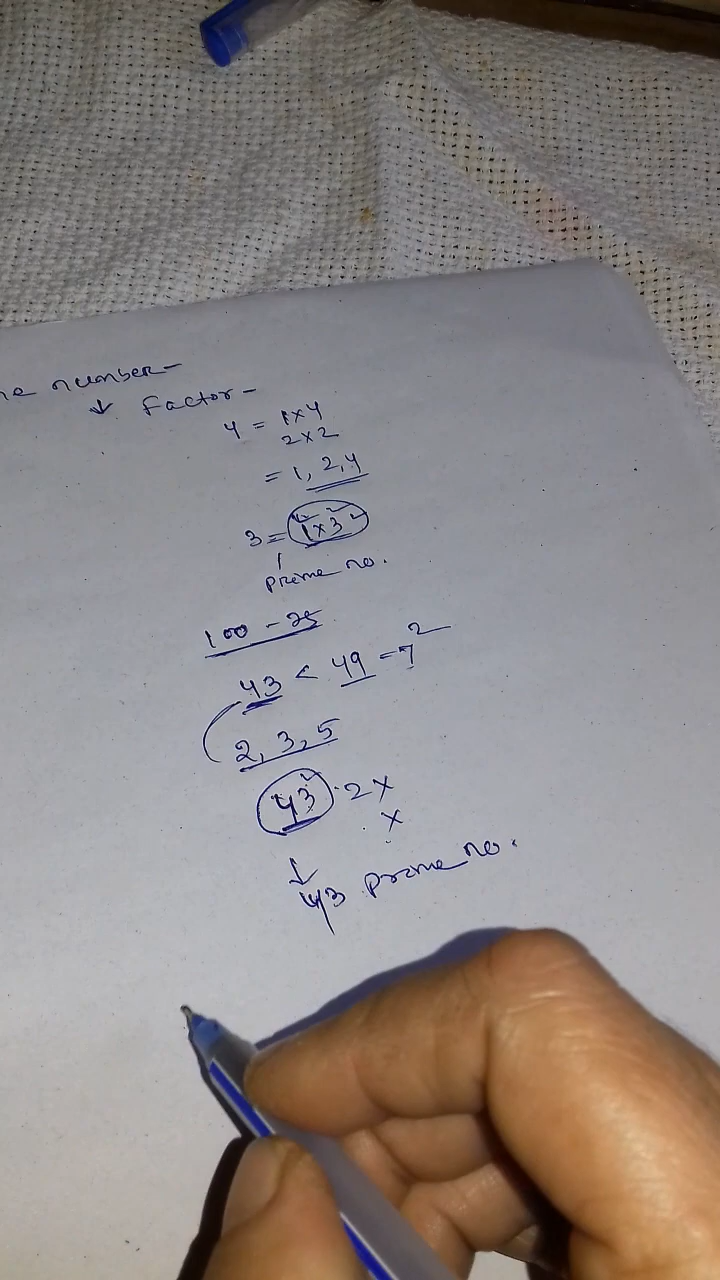 number-
↓ Factor-
4 = 1×4
2×2
= 1, 2, 4
3 = 1×3
prime no.
100 - 25
43 < 49 = 7²
2, 3, 5
43 2×
×
↓
43 prime no.